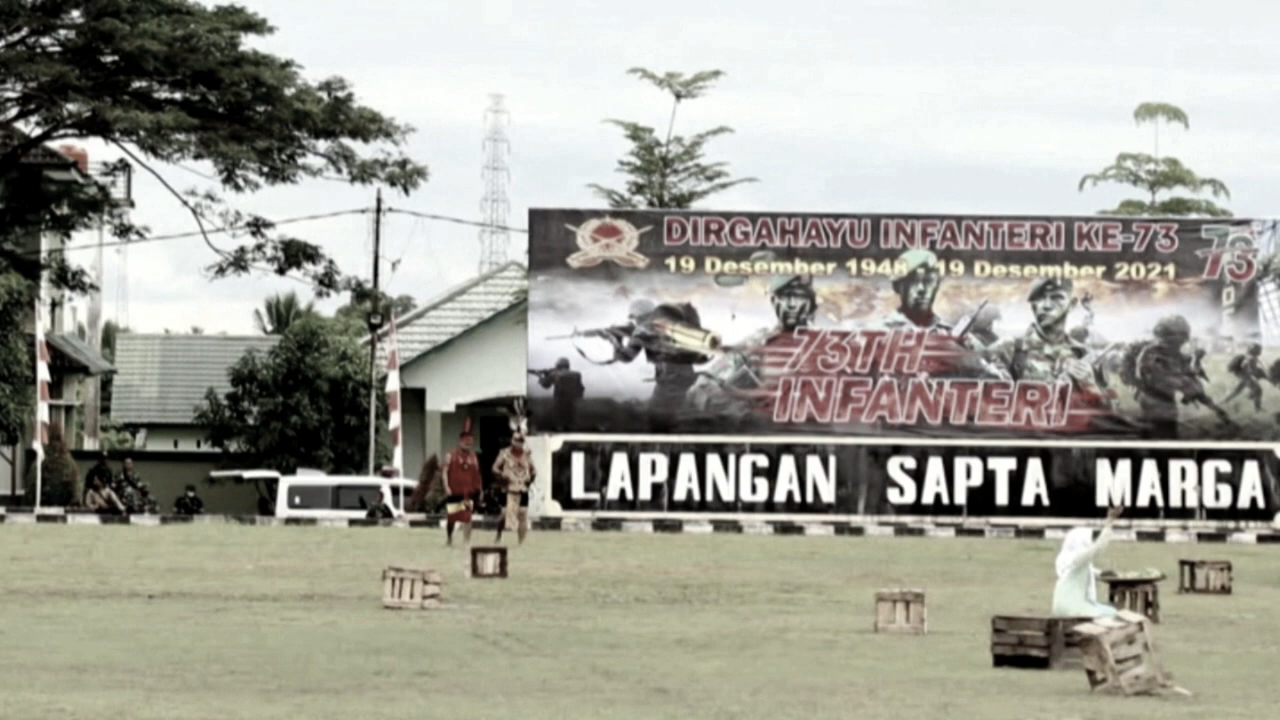 DIRGAHAYU INFANTERI KE-73
19 Desember 1948 - 19 Desember 2021
73
73TH
INFANTERI
LAPANGAN SAPTA MARGA